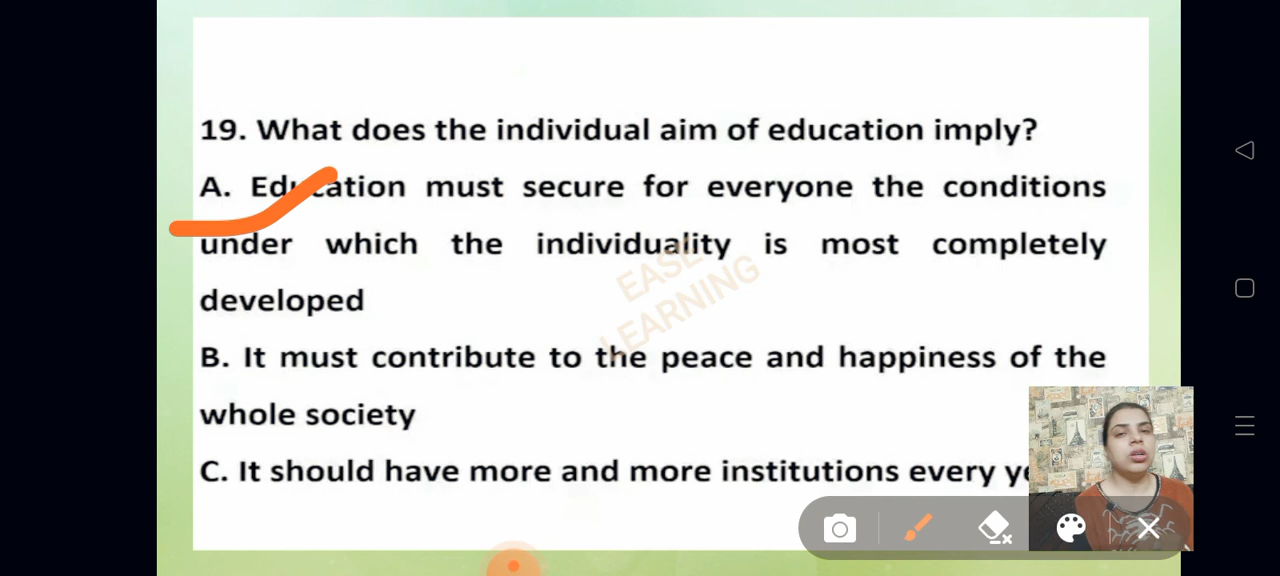 19. What does the individual aim of education imply?
A. Education must secure for everyone the conditions
under which the individuality is most completely
developed
B. It must contribute to the peace and happiness of the
whole society
C. It should have more and more institutions every
EASE
LEARNING